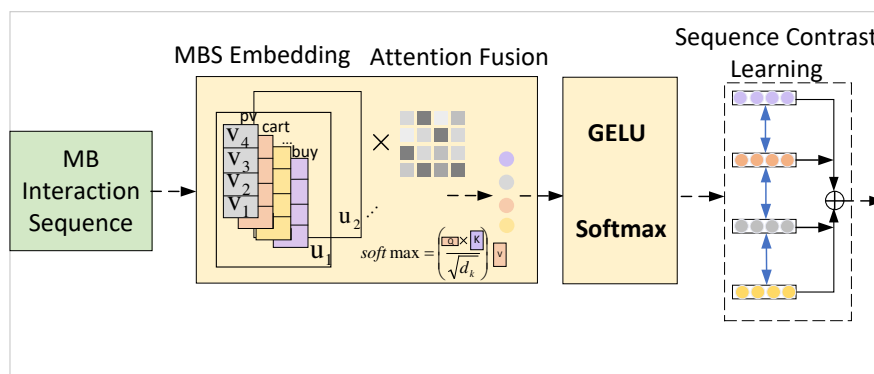 MB
Interaction
Sequence
MBS Embedding
pv
cart
...
buy
V4
V3
V2
V1
u1
u2 ...
Attention Fusion
×
soft max = (Q×K / √d_k) V
GELU
Softmax
Sequence Contrast
Learning